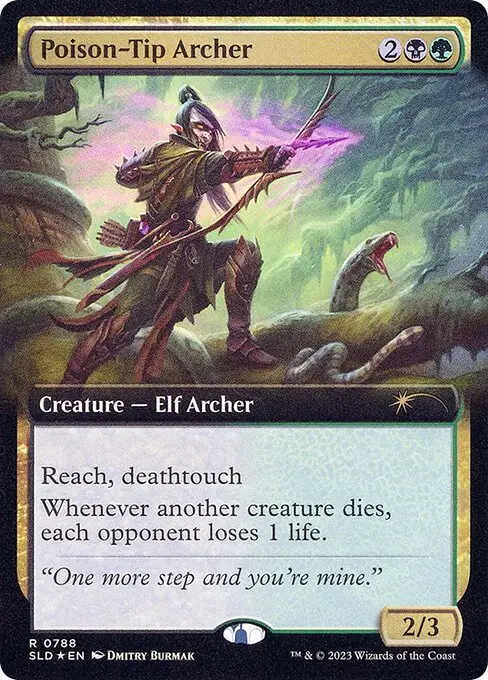 Poison-Tip Archer 2
Creature — Elf Archer
Reach, deathtouch
Whenever another creature dies,
each opponent loses 1 life.
“One more step and you’re mine.”
2/3
R 0788
SLD★EN Dmitry Burmak ™ & © 2023 Wizards of the Coast